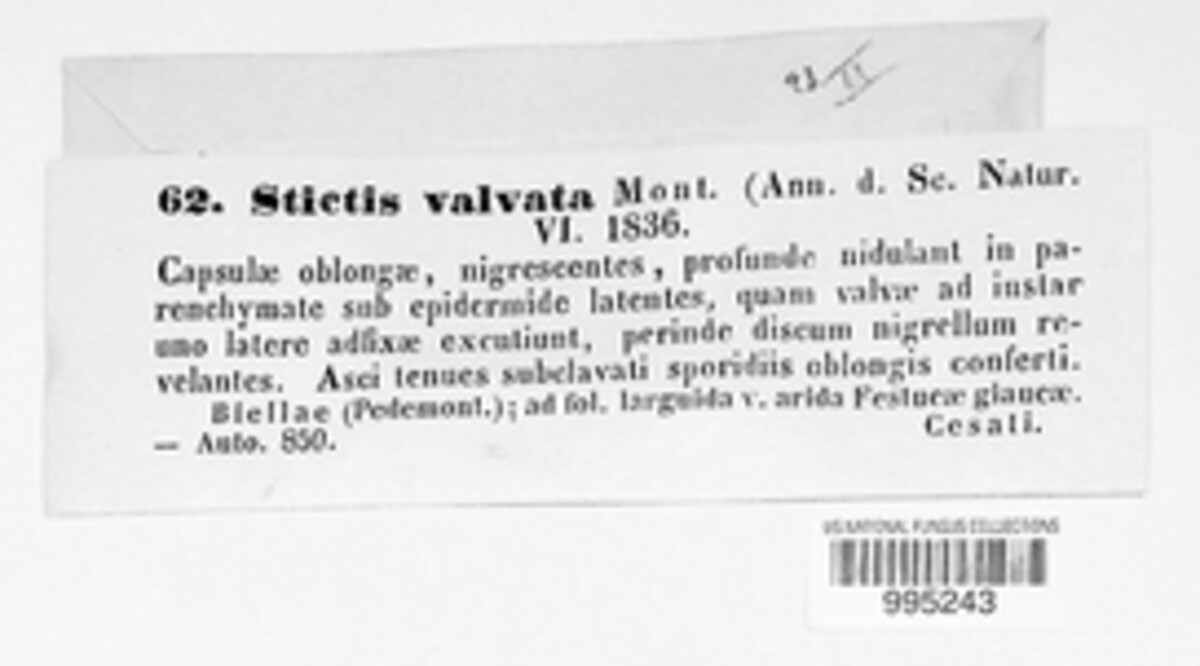 62. Stictis valvata Mont. (Ann. d. Sc. Natur.
VI. 1836.
Capsulæ oblongæ, nigrescentes, profunde nidulant in pa-
renchymate sub epidermide latentes, quam valvæ ad instar
uno latere adfixæ excutiunt, perinde discum nigrellum re-
velantes. Asci tenues subclavati sporidiis oblongis conferti.
Biellae (Pedemont.); ad fol. languida v. arida Festucæ glaucæ.
— Auto. 850.
Cesati.
US NATIONAL FUNGUS COLLECTIONS
995243